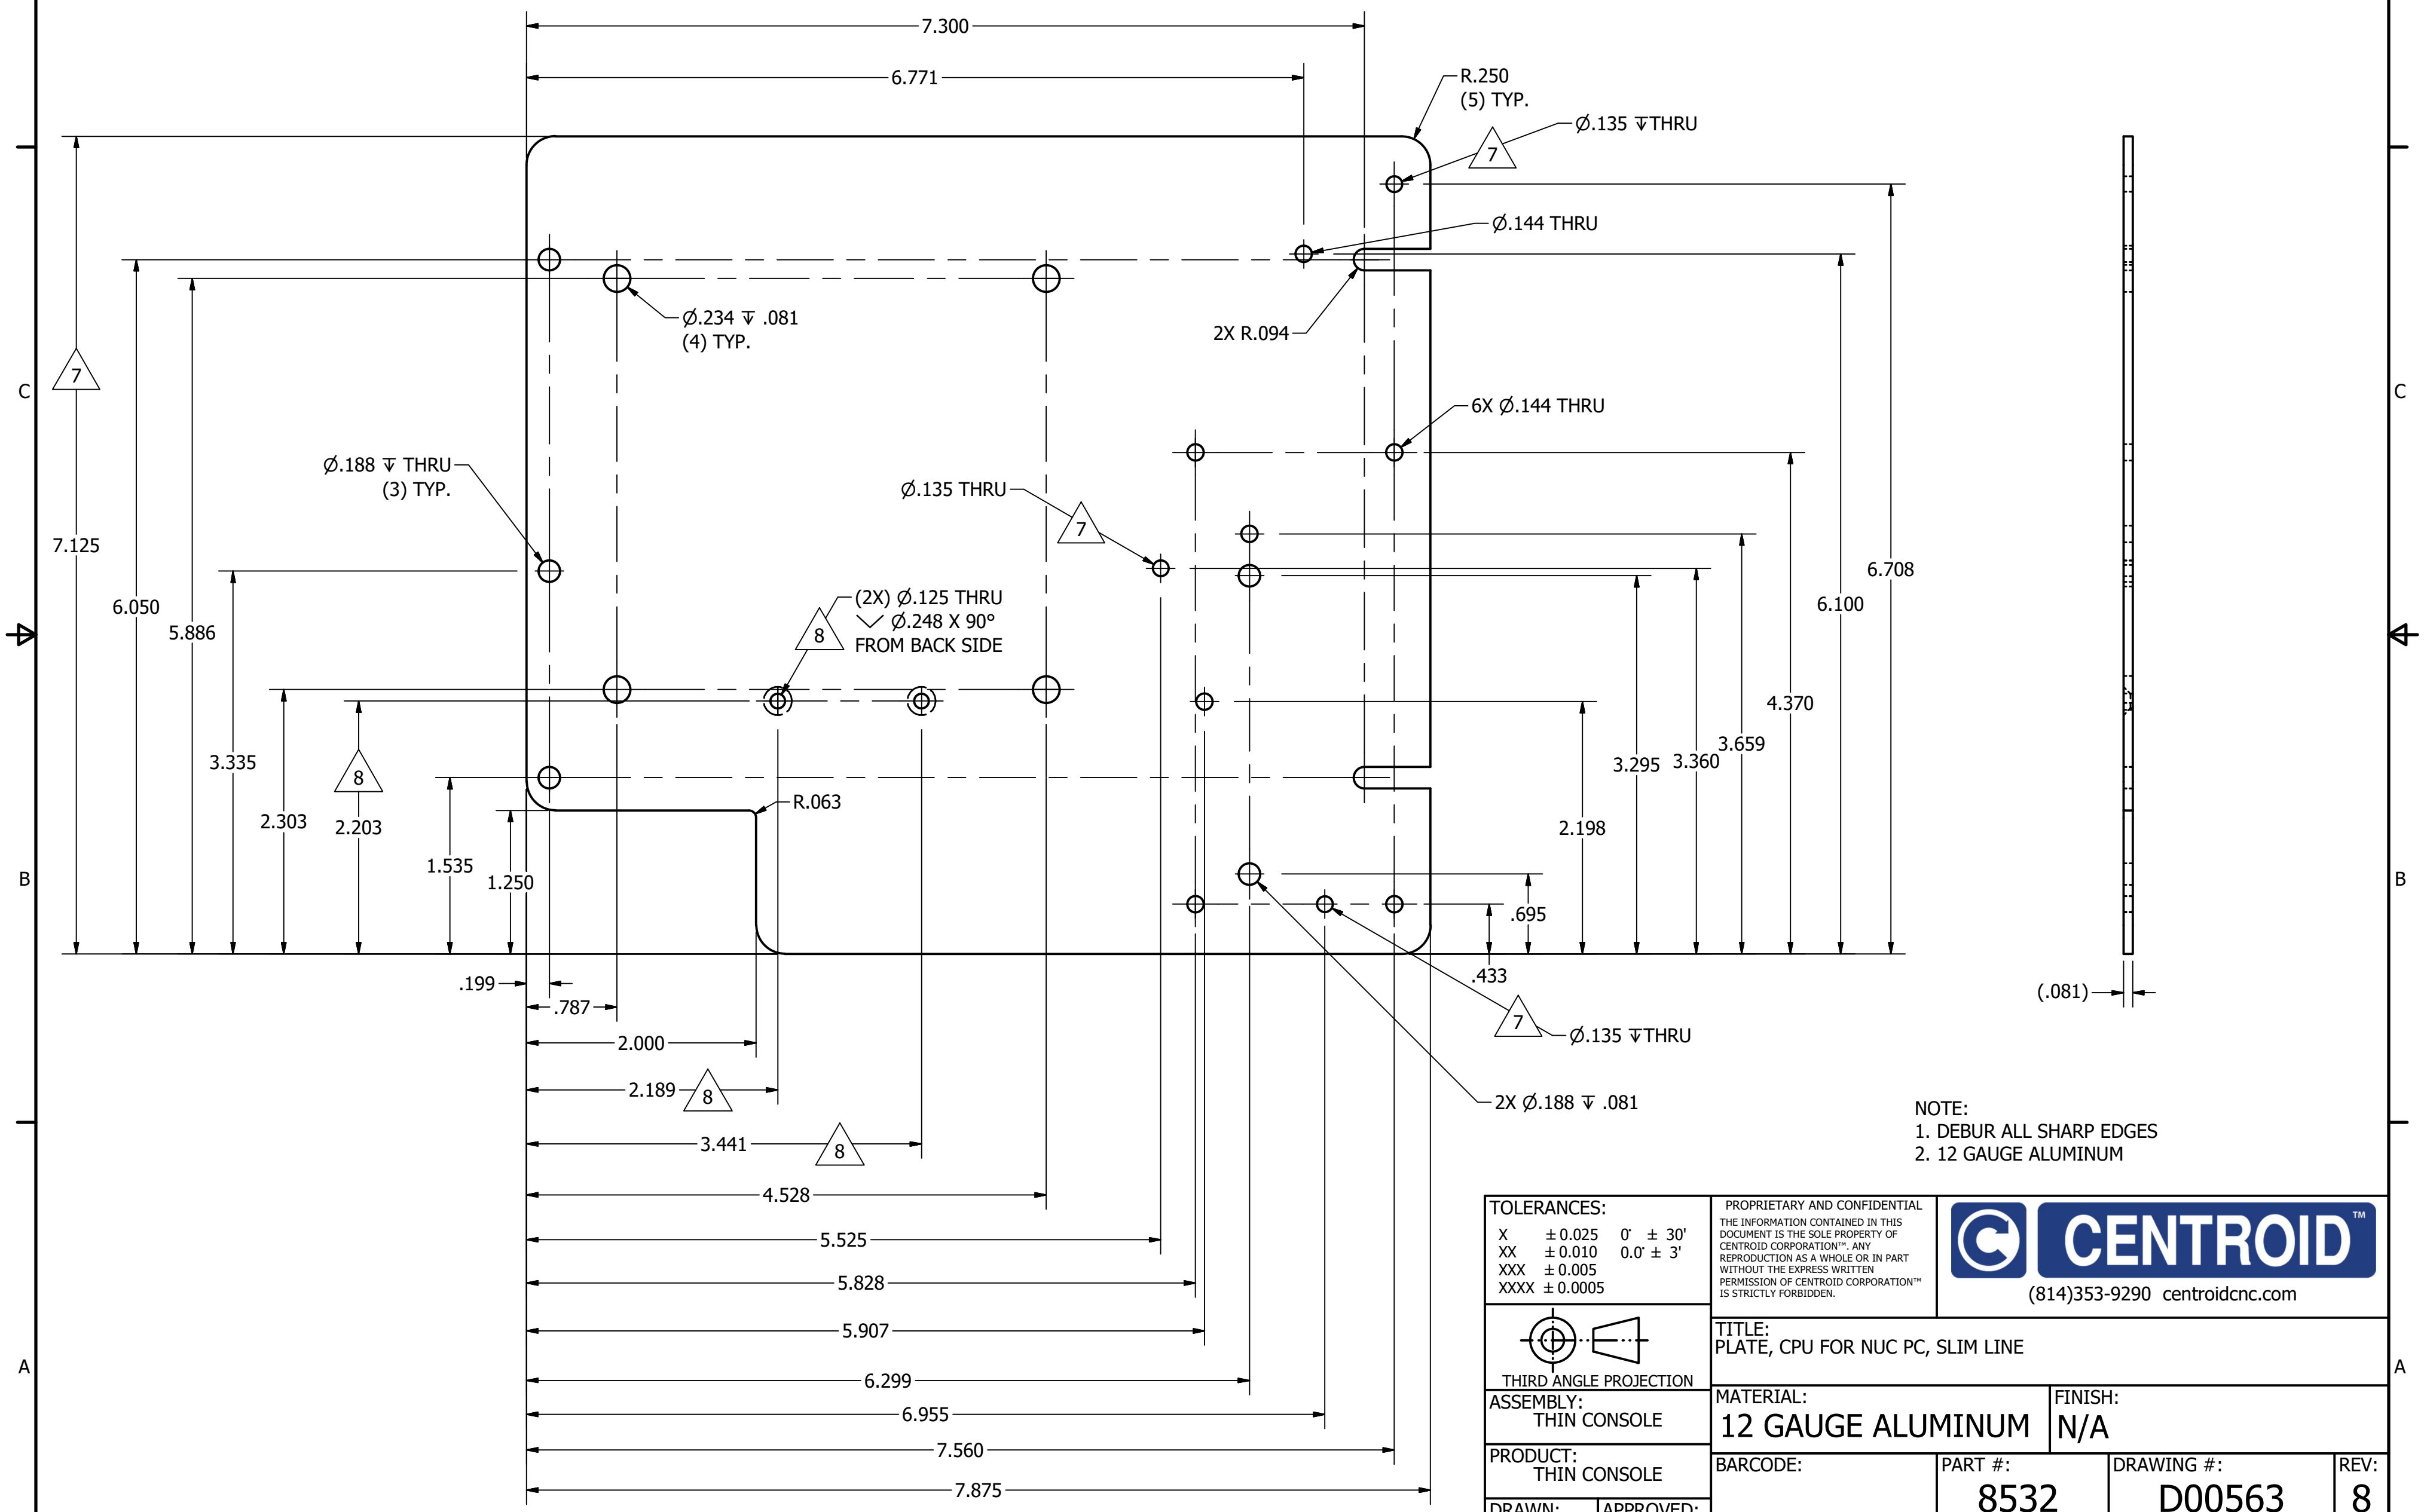 7.300
6.771
R.250
(5) TYP.
Ø.135 ↧THRU
7
Ø.144 THRU
Ø.234 ↧ .081
(4) TYP.
2X R.094
7
C
C
6X Ø.144 THRU
Ø.188 ↧ THRU
(3) TYP.
Ø.135 THRU
7
7.125
6.708
6.050
6.100
5.886
(2X) Ø.125 THRU
⌵ Ø.248 X 90°
FROM BACK SIDE
8
4.370
3.659
3.335
3.295
3.360
8
R.063
2.303
2.203
2.198
1.535
1.250
B
B
.695
.433
.199
.787
(.081)
7
Ø.135 ↧THRU
2.000
2.189
8
2X Ø.188 ↧ .081
3.441
8
NOTE:
1. DEBUR ALL SHARP EDGES
2. 12 GAUGE ALUMINUM
4.528
5.525
5.828
5.907
6.299
6.955
7.560
7.875
A
A
TOLERANCES:
X ± 0.025 0° ± 30'
XX ± 0.010 0.0° ± 3'
XXX ± 0.005
XXXX ± 0.0005
PROPRIETARY AND CONFIDENTIAL
THE INFORMATION CONTAINED IN THIS
DOCUMENT IS THE SOLE PROPERTY OF
CENTROID CORPORATION™. ANY
REPRODUCTION AS A WHOLE OR IN PART
WITHOUT THE EXPRESS WRITTEN
PERMISSION OF CENTROID CORPORATION™
IS STRICTLY FORBIDDEN.
C CENTROID™
(814)353-9290 centroidcnc.com
THIRD ANGLE PROJECTION
TITLE:
PLATE, CPU FOR NUC PC, SLIM LINE
ASSEMBLY:
THIN CONSOLE
MATERIAL:
12 GAUGE ALUMINUM
FINISH:
N/A
PRODUCT:
THIN CONSOLE
BARCODE:
PART #:
8532
DRAWING #:
D00563
REV:
8
DRAWN:
APPROVED: